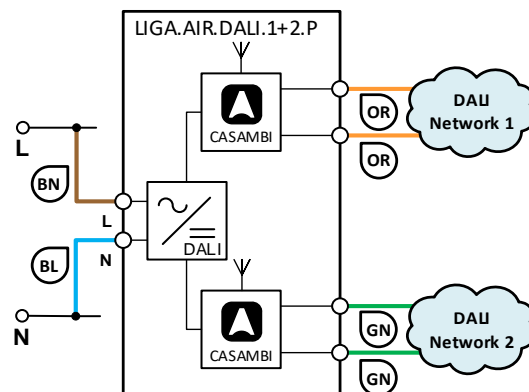 LIGA.AIR.DALI.1+2.P
CASAMBI
OR
OR
DALI
Network 1
L
BN
L
N
DALI
BL
N
CASAMBI
GN
GN
DALI
Network 2